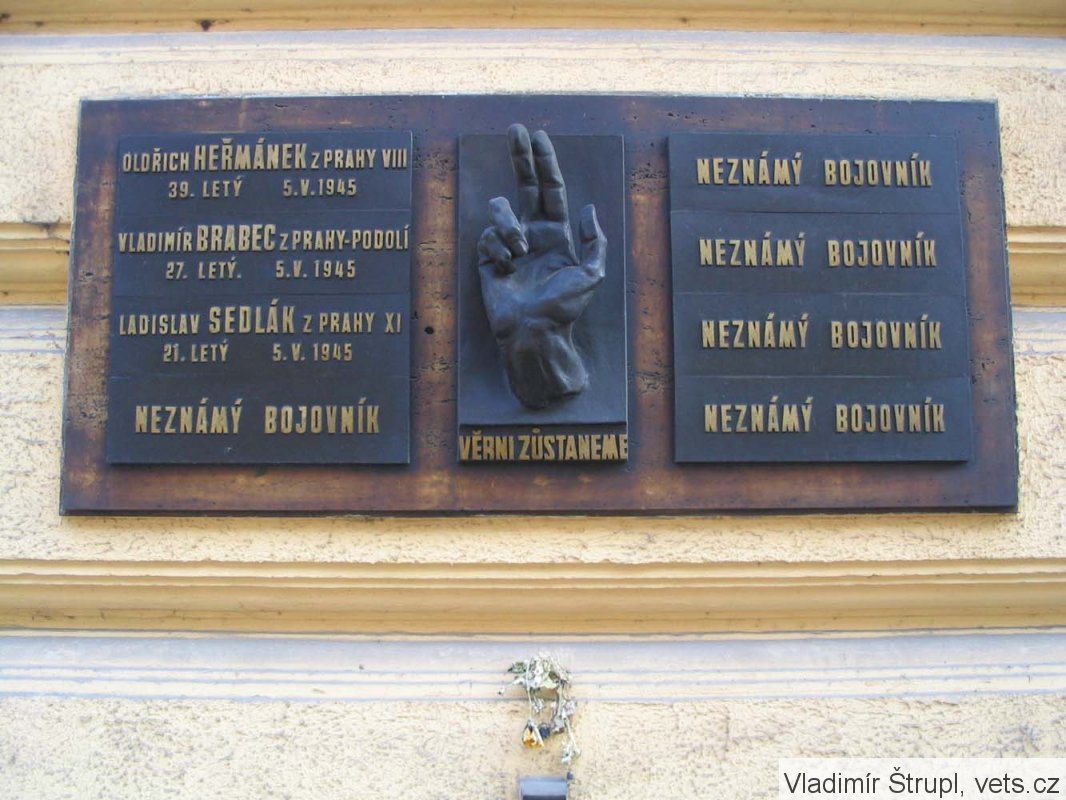 OLDŘICH HEŘMÁNEK Z PRAHY VIII
39. LETÝ 5.V.1945
VLADIMÍR BRABEC Z PRAHY-PODOLÍ
27. LETÝ. 5.V.1945
LADISLAV SEDLÁK Z PRAHY XI
21. LETÝ 5.V.1945
NEZNÁMÝ BOJOVNÍK
VĚRNI ZŮSTANEME
NEZNÁMÝ BOJOVNÍK
NEZNÁMÝ BOJOVNÍK
NEZNÁMÝ BOJOVNÍK
NEZNÁMÝ BOJOVNÍK
Vladimír Štrupl, vets.cz